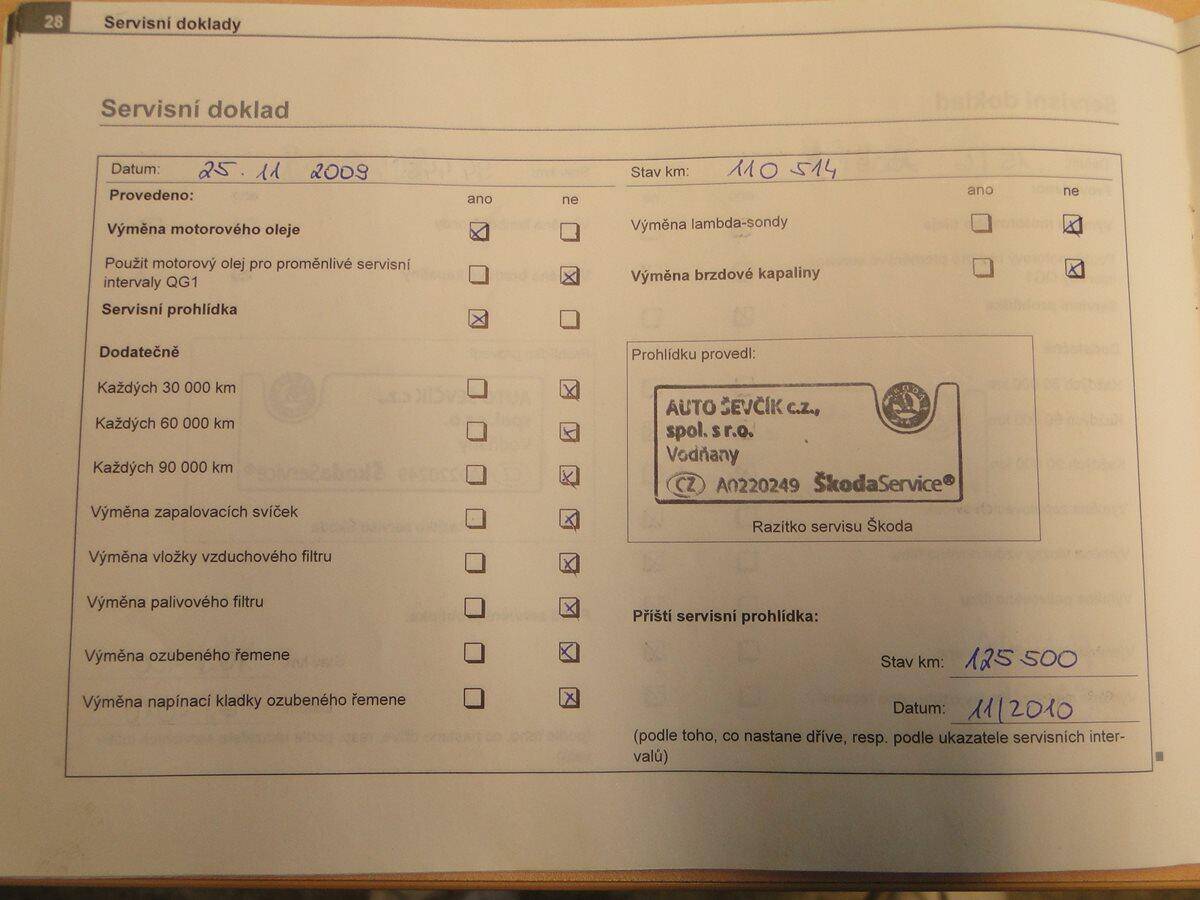 28 Servisní doklady
Servisní doklad
Datum: 25. 11 2009
Provedeno: ano ne
Výměna motorového oleje
Použit motorový olej pro proměnlivé servisní
intervaly QG1
Servisní prohlídka
Dodatečně
Každých 30 000 km
Každých 60 000 km
Každých 90 000 km
Výměna zapalovacích svíček
Výměna vložky vzduchového filtru
Výměna palivového filtru
Výměna ozubeného řemene
Výměna napínací kladky ozubeného řemene
Stav km: 110 514
ano ne
Výměna lambda-sondy
Výměna brzdové kapaliny
Prohlídku provedl:
AUTO ŠEVČÍK c.z.,
spol. s r.o.
Vodňany
CZ A0220249 ŠkodaService®
Razítko servisu Škoda
Příští servisní prohlídka:
Stav km: 125 500
Datum: 11/2010
(podle toho, co nastane dříve, resp. podle ukazatele servisních inter-
valů)